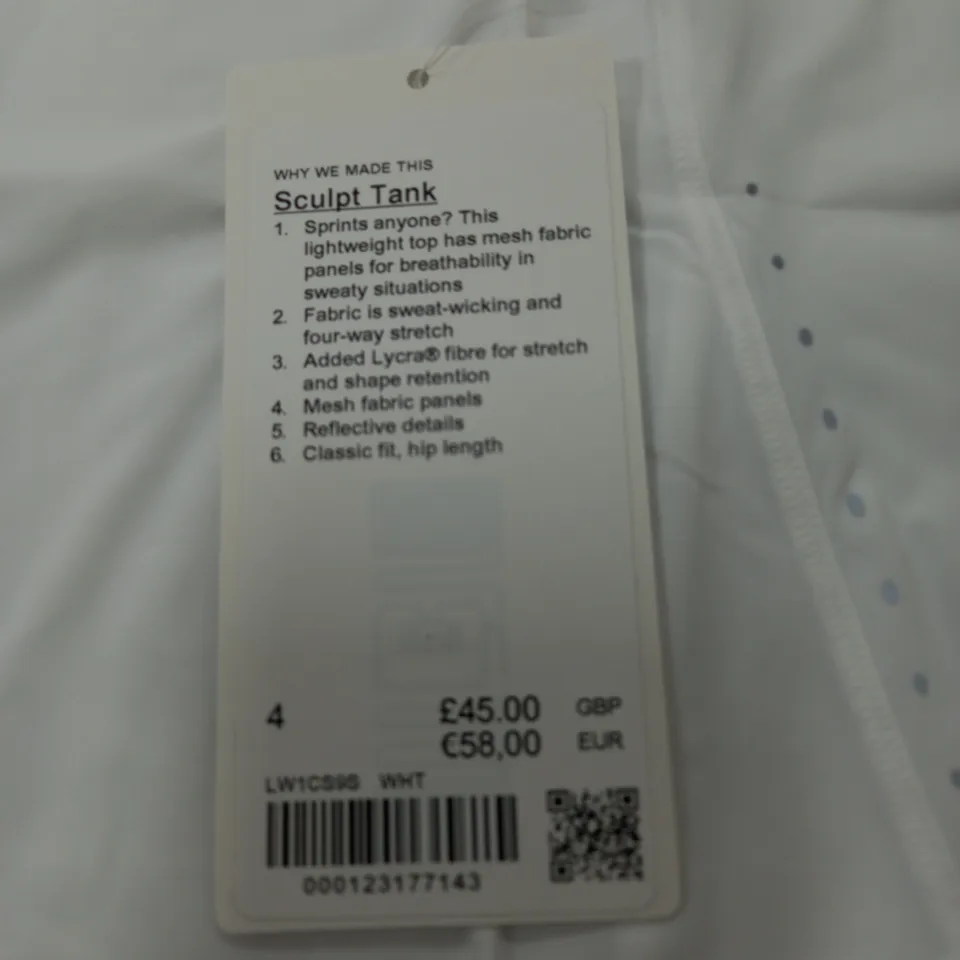 WHY WE MADE THIS
Sculpt Tank
1. Sprints anyone? This
lightweight top has mesh fabric
panels for breathability in
sweaty situations
2. Fabric is sweat-wicking and
four-way stretch
3. Added Lycra® fibre for stretch
and shape retention
4. Mesh fabric panels
5. Reflective details
6. Classic fit, hip length
4 £45.00 GBP
€58,00 EUR
LW1CS9S WHT
000123177143